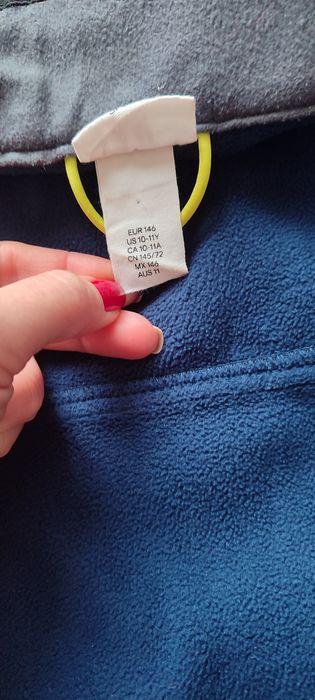 EUR 146
US 10-11Y
CA 10-11A
CN 145/72
MX 146
AUS 11